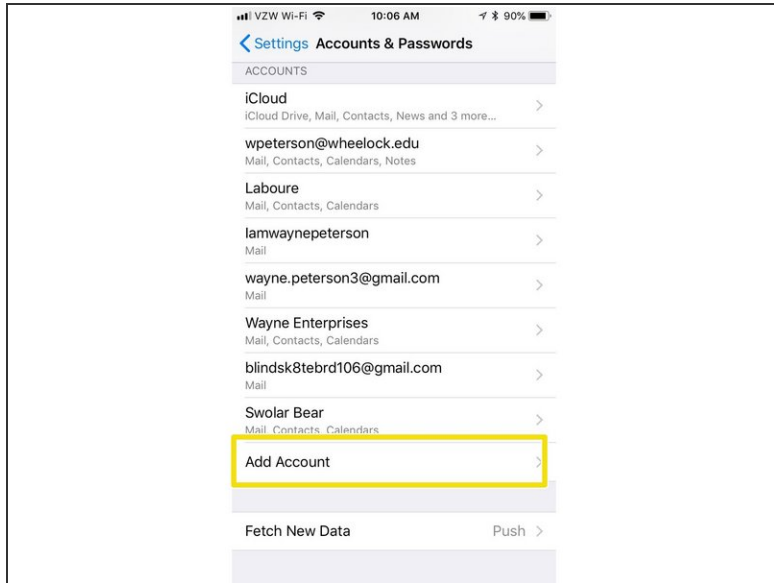 VZW Wi-Fi 10:06 AM 90%
Settings Accounts & Passwords
ACCOUNTS
iCloud
iCloud Drive, Mail, Contacts, News and 3 more...
wpeterson@wheelock.edu
Mail, Contacts, Calendars, Notes
Laboure
Mail, Contacts, Calendars
Iamwaynepeterson
Mail
wayne.peterson3@gmail.com
Mail
Wayne Enterprises
Mail, Contacts, Calendars
blindsk8tebrd106@gmail.com
Mail
Swolar Bear
Mail, Contacts, Calendars
Add Account
Fetch New Data Push